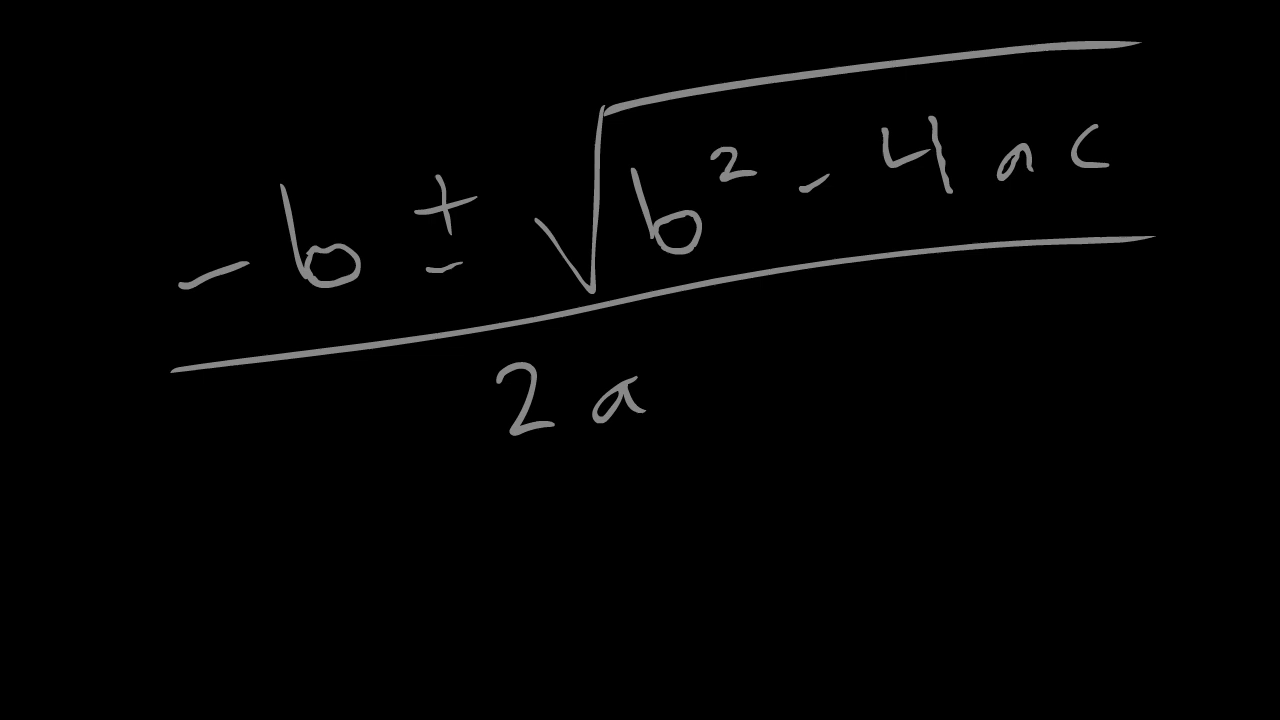 -b ± √(b² - 4ac)
2a